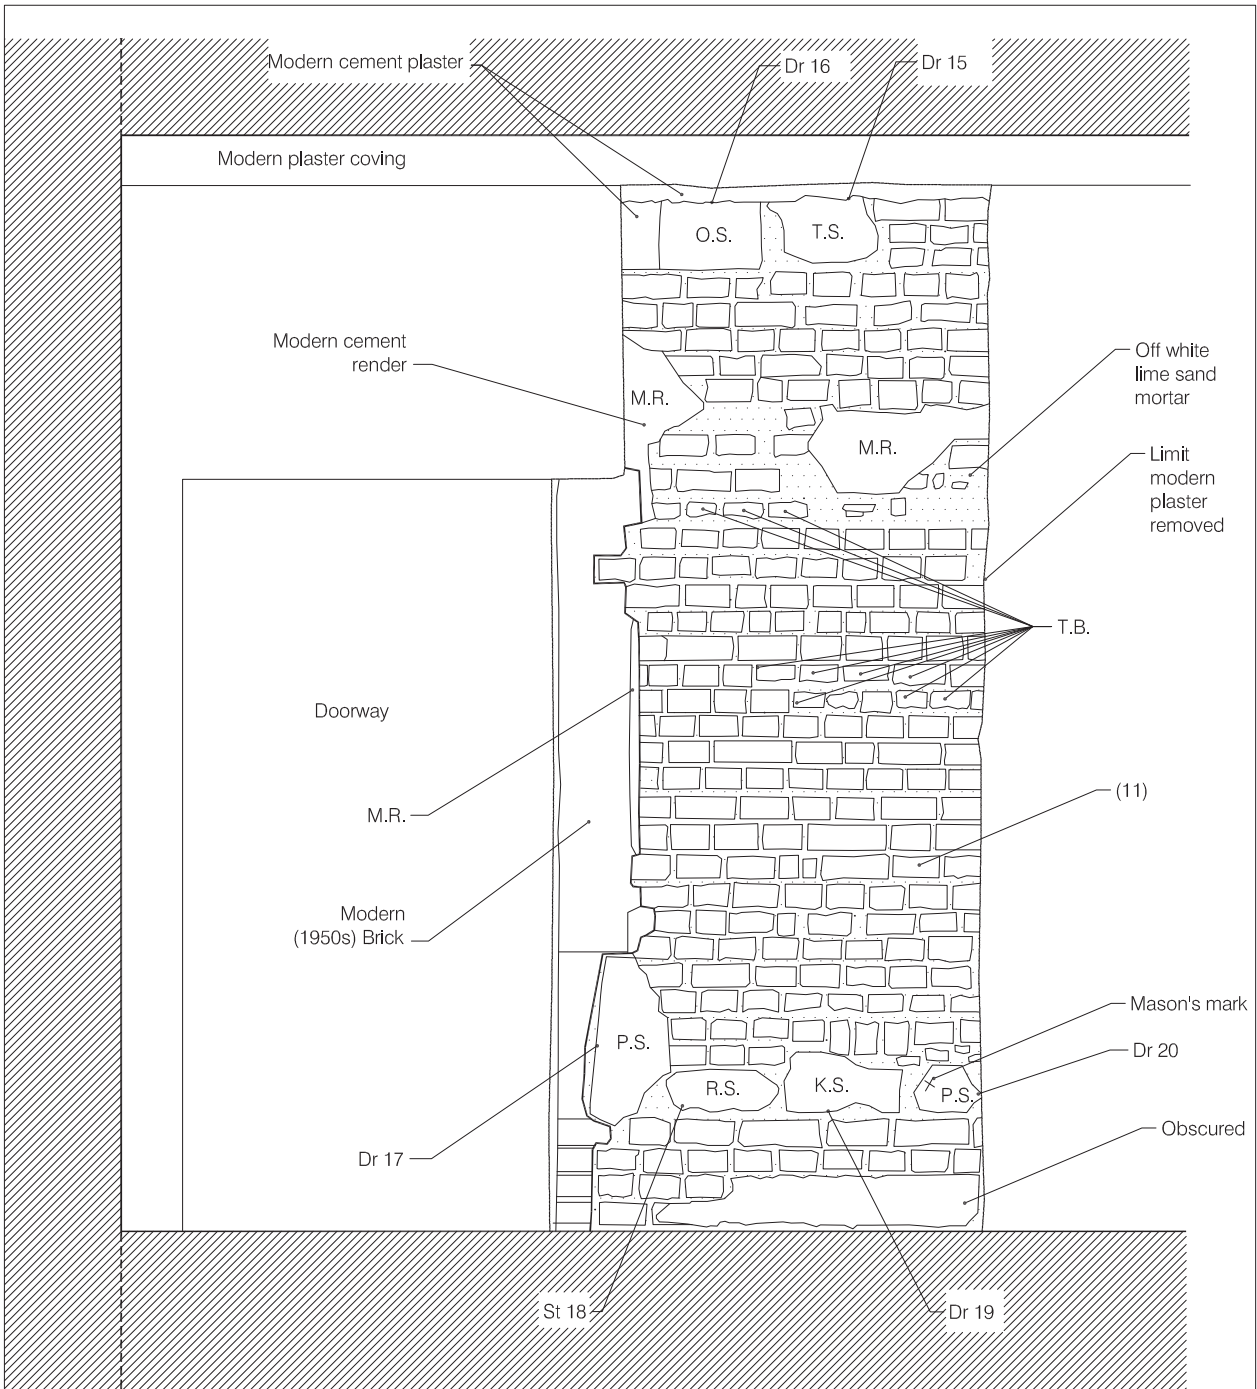 Modern cement plaster
Dr 16
Dr 15
Modern plaster coving
O.S.
T.S.
Modern cement
render
M.R.
M.R.
Off white
lime sand
mortar
Limit
modern
plaster
removed
T.B.
Doorway
M.R.
(11)
Modern
(1950s) Brick
Mason's mark
P.S.
Dr 20
R.S.
K.S.
P.S.
Obscured
Dr 17
St 18
Dr 19